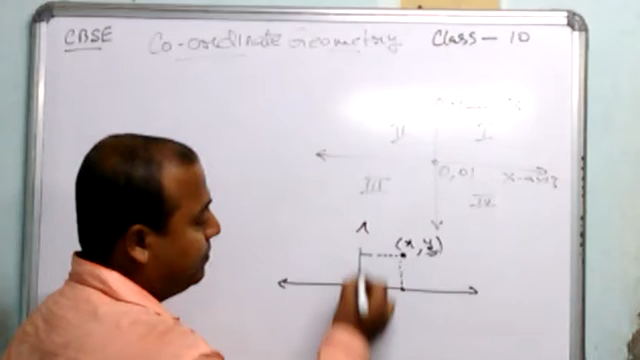 CBSE Co-ordinate Geometry Class - 10
II I
0,0) x-axis
III IV
(x, y)